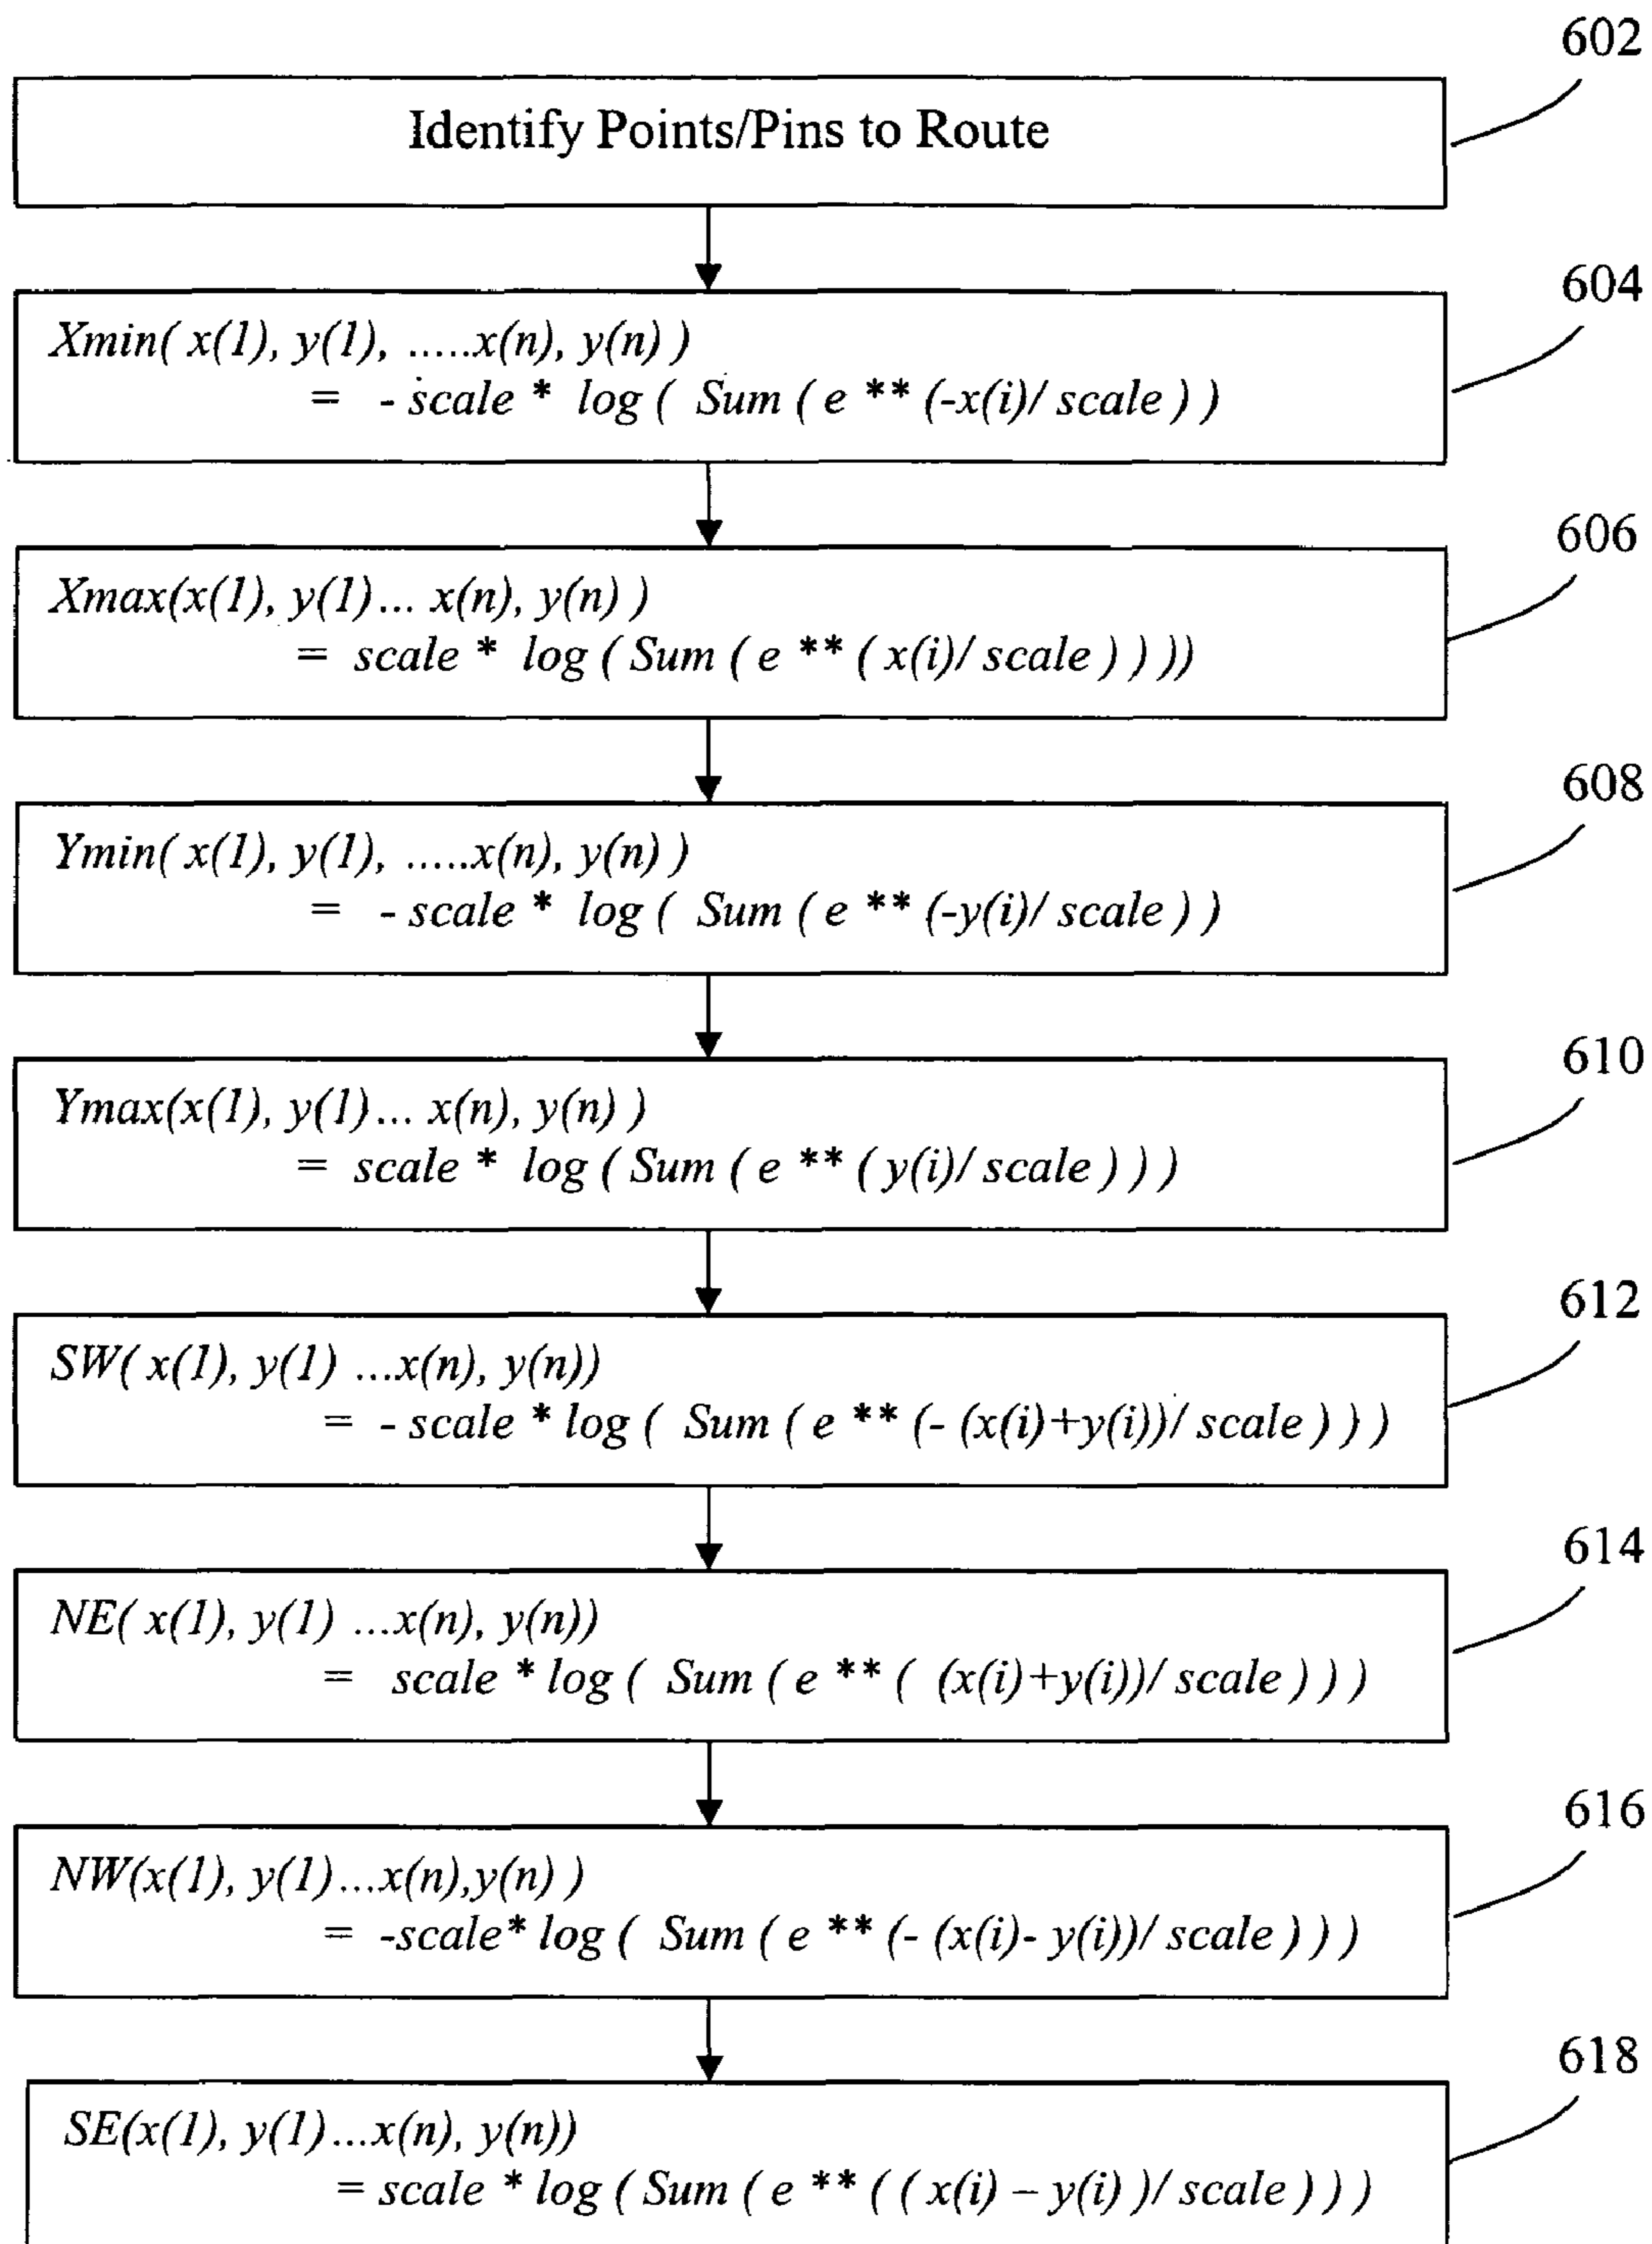 602
Identify Points/Pins to Route
604
Xmin( x(1), y(1), .....x(n), y(n) )
= - scale * log ( Sum ( e ** (-x(i)/ scale ) )
606
Xmax(x(1), y(1)... x(n), y(n) )
= scale * log ( Sum ( e ** ( x(i)/ scale ) ) ))
608
Ymin( x(1), y(1), .....x(n), y(n) )
= - scale * log ( Sum ( e ** (-y(i)/ scale ) )
610
Ymax(x(1), y(1)... x(n), y(n) )
= scale * log ( Sum ( e ** ( y(i)/ scale ) ) )
612
SW( x(1), y(1) ...x(n), y(n))
= - scale * log ( Sum ( e ** (- (x(i)+y(i))/ scale ) ) )
614
NE( x(1), y(1) ...x(n), y(n))
= scale * log ( Sum ( e ** ( (x(i)+y(i))/ scale ) ) )
616
NW(x(1), y(1)...x(n),y(n) )
= -scale* log ( Sum ( e ** (- (x(i)- y(i))/ scale ) ) )
618
SE(x(1), y(1)...x(n), y(n))
= scale * log ( Sum ( e ** ( ( x(i) – y(i) )/ scale ) ) )